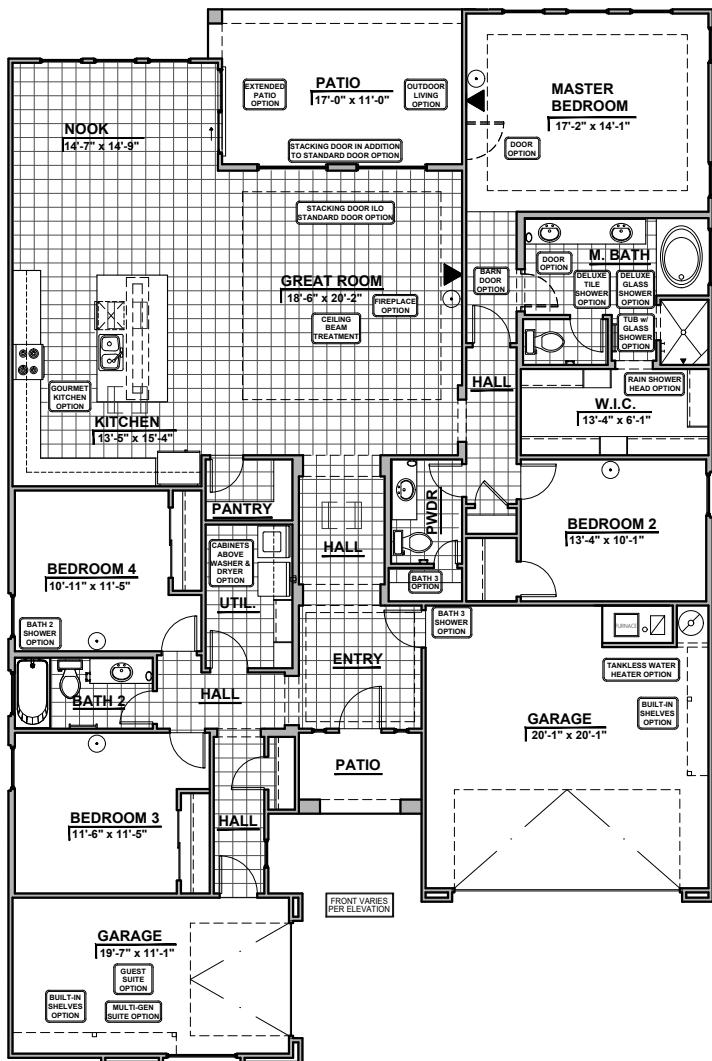 EXTENDED
PATIO
OPTION
PATIO
17'-0" x 11'-0"
OUTDOOR
LIVING
OPTION
MASTER
BEDROOM
17'-2" x 14'-1"
NOOK
14'-7" x 14'-9"
STACKING DOOR IN ADDITION
TO STANDARD DOOR OPTION
DOOR
OPTION
STACKING DOOR ILO
STANDARD DOOR OPTION
GREAT ROOM
18'-6" x 20'-2"
FIREPLACE
OPTION
CEILING
BEAM
TREATMENT
BARN
DOOR
OPTION
M. BATH
DOOR
OPTION
DELUXE
TILE
SHOWER
OPTION
DELUXE
GLASS
SHOWER
OPTION
TUB w/
GLASS
SHOWER
OPTION
GOURMET
KITCHEN
OPTION
KITCHEN
13'-5" x 15'-4"
HALL
RAIN SHOWER
HEAD OPTION
W.I.C.
13'-4" x 6'-1"
PANTRY
PWDR
BEDROOM 2
13'-4" x 10'-1"
BEDROOM 4
10'-11" x 11'-5"
CABINETS
ABOVE
WASHER &
DRYER
OPTION
HALL
UTIL.
BATH 3
OPTION
BATH 2
SHOWER
OPTION
BATH 3
SHOWER
OPTION
FURNACE
ENTRY
TANKLESS WATER
HEATER OPTION
BATH 2
HALL
GARAGE
20'-1" x 20'-1"
BUILT-IN
SHELVES
OPTION
PATIO
BEDROOM 3
11'-6" x 11'-5"
HALL
FRONT VARIES
PER ELEVATION
GARAGE
19'-7" x 11'-1"
GUEST
SUITE
OPTION
BUILT-IN
SHELVES
OPTION
MULTI-GEN
SUITE OPTION